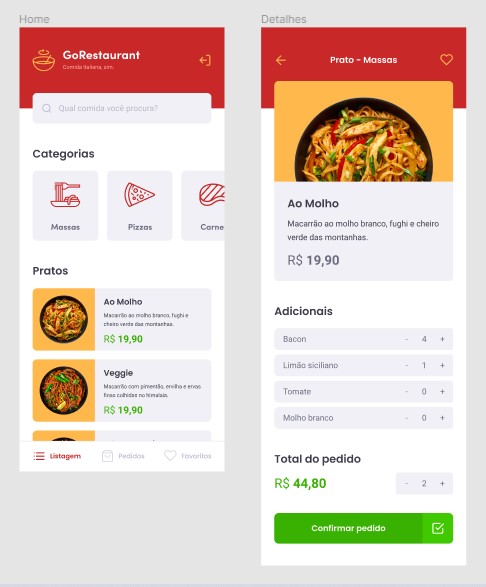 Home
GoRestaurant
Comida italiana, sim.
Qual comida você procura?
Categorias
Massas
Pizzas
Carne
Pratos
Ao Molho
Macarrão ao molho branco, fughi e
cheiro verde das montanhas.
R$ 19,90
Veggie
Macarrão com pimentão, ervilha e ervas
finas colhidas no himalaia.
R$ 19,90
Listagem
Pedidos
Favoritos
Detalhes
Prato - Massas
Ao Molho
Macarrão ao molho branco, fughi e cheiro
verde das montanhas.
R$ 19,90
Adicionais
Bacon - 4 +
Limão siciliano - 1 +
Tomate - 0 +
Molho branco - 0 +
Total do pedido
R$ 44,80 - 2 +
Confirmar pedido